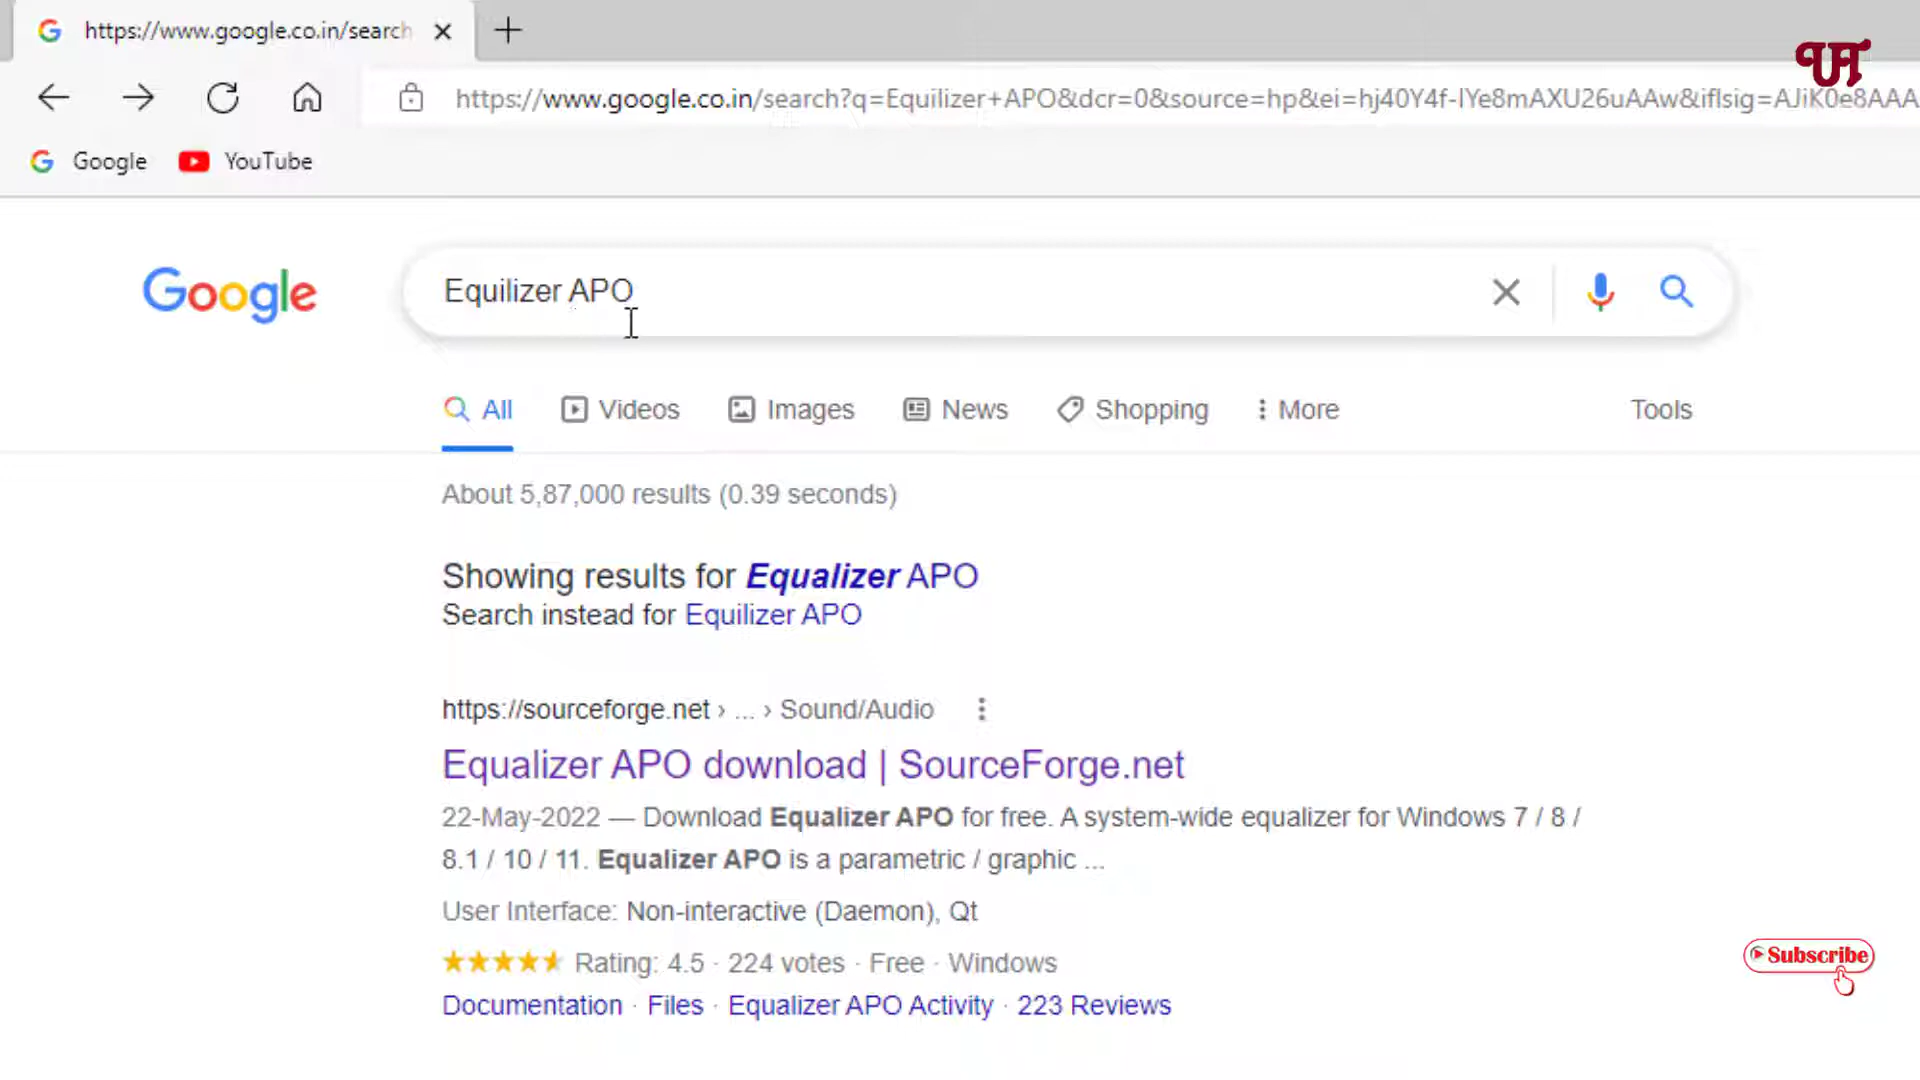 https://www.google.co.in/search
UT
https://www.google.co.in/search?q=Equilizer+APO&dcr=0&source=hp&ei=hj40Y4f-IYe8mAXU26uAAw&iflsig=AJiK0e8AAA
Google YouTube
Google
Equilizer APO
All Videos Images News Shopping More Tools
About 5,87,000 results (0.39 seconds)
Showing results for Equalizer APO
Search instead for Equilizer APO
https://sourceforge.net › ... › Sound/Audio
Equalizer APO download | SourceForge.net
22-May-2022 — Download Equalizer APO for free. A system-wide equalizer for Windows 7 / 8 /
8.1 / 10 / 11. Equalizer APO is a parametric / graphic ...
User Interface: Non-interactive (Daemon), Qt
Rating: 4.5 · 224 votes · Free · Windows
Documentation · Files · Equalizer APO Activity · 223 Reviews
Subscribe